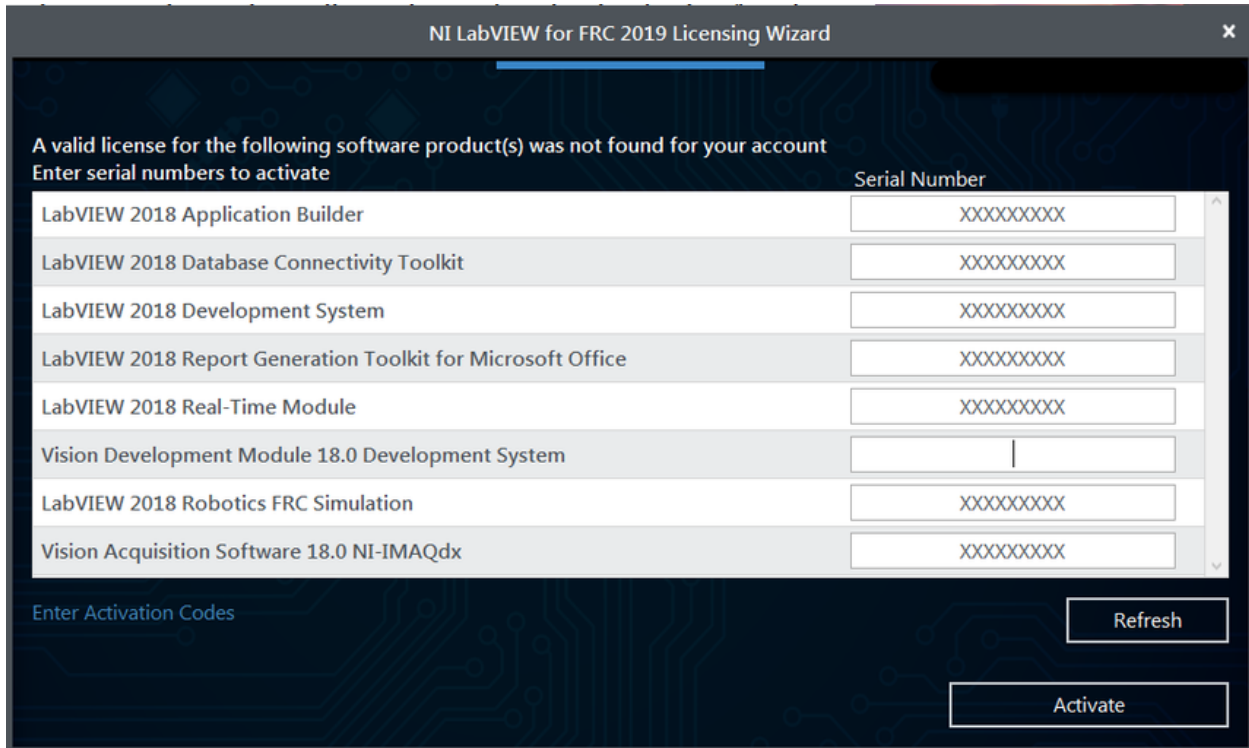 NI LabVIEW for FRC 2019 Licensing Wizard
A valid license for the following software product(s) was not found for your account
Enter serial numbers to activate
Serial Number
LabVIEW 2018 Application Builder XXXXXXXXX
LabVIEW 2018 Database Connectivity Toolkit XXXXXXXXX
LabVIEW 2018 Development System XXXXXXXXX
LabVIEW 2018 Report Generation Toolkit for Microsoft Office XXXXXXXXX
LabVIEW 2018 Real-Time Module XXXXXXXXX
Vision Development Module 18.0 Development System
LabVIEW 2018 Robotics FRC Simulation XXXXXXXXX
Vision Acquisition Software 18.0 NI-IMAQdx XXXXXXXXX
Enter Activation Codes
Refresh
Activate